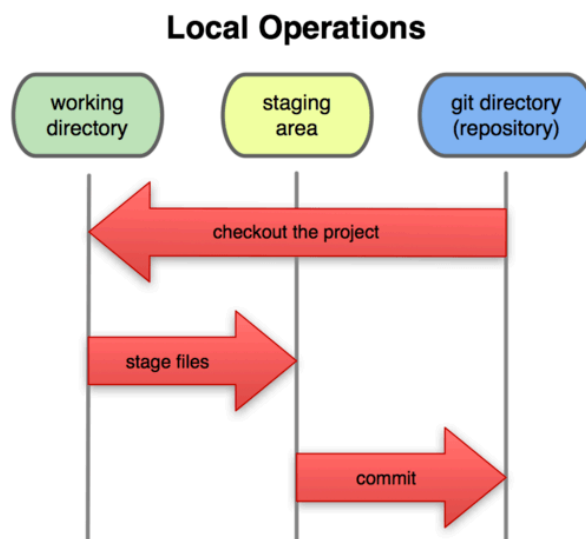 Local Operations
working
directory
staging
area
git directory
(repository)
checkout the project
stage files
commit